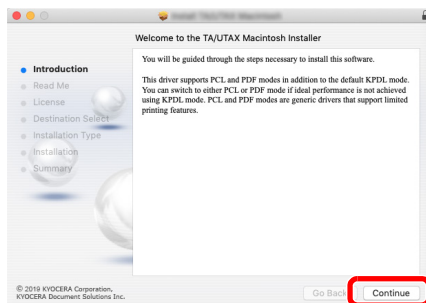 Welcome to the TA/UTAX Macintosh Installer
Introduction
Read Me
License
Destination Select
Installation Type
Installation
Summary
You will be guided through the steps necessary to install this software.
This driver supports PCL and PDF modes in addition to the default KPDL mode.
You can switch to either PCL or PDF mode if ideal performance is not achieved
using KPDL mode. PCL and PDF modes are generic drivers that support limited
printing features.
© 2019 KYOCERA Corporation,
KYOCERA Document Solutions Inc.
Go Back
Continue